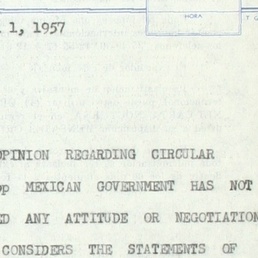 HORA
1, 1957
OPINION REGARDING CIRCULAR
MEXICAN GOVERNMENT HAS NOT
ANY ATTITUDE OR NEGOTIATION
CONSIDERS THE STATEMENTS OF